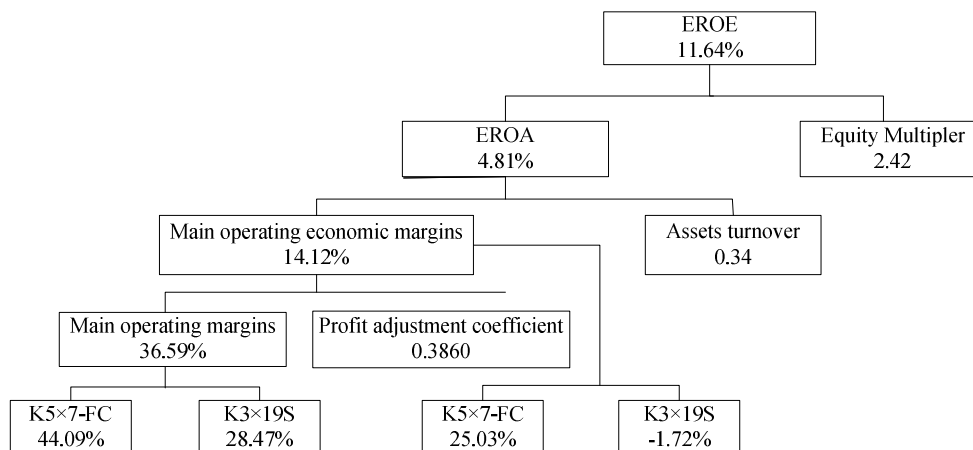 EROE
11.64%
EROA
4.81%
Equity Multipler
2.42
Main operating economic margins
14.12%
Assets turnover
0.34
Main operating margins
36.59%
Profit adjustment coefficient
0.3860
K5×7-FC
44.09%
K3×19S
28.47%
K5×7-FC
25.03%
K3×19S
-1.72%